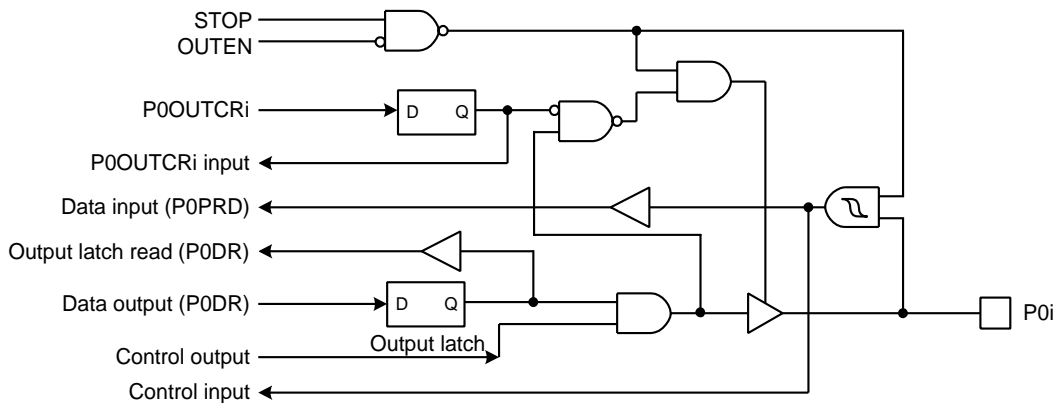 STOP
OUTEN
P0OUTCRi
D Q
P0OUTCRi input
Data input (P0PRD)
Output latch read (P0DR)
Data output (P0DR)
D Q
P0i
Output latch
Control output
Control input